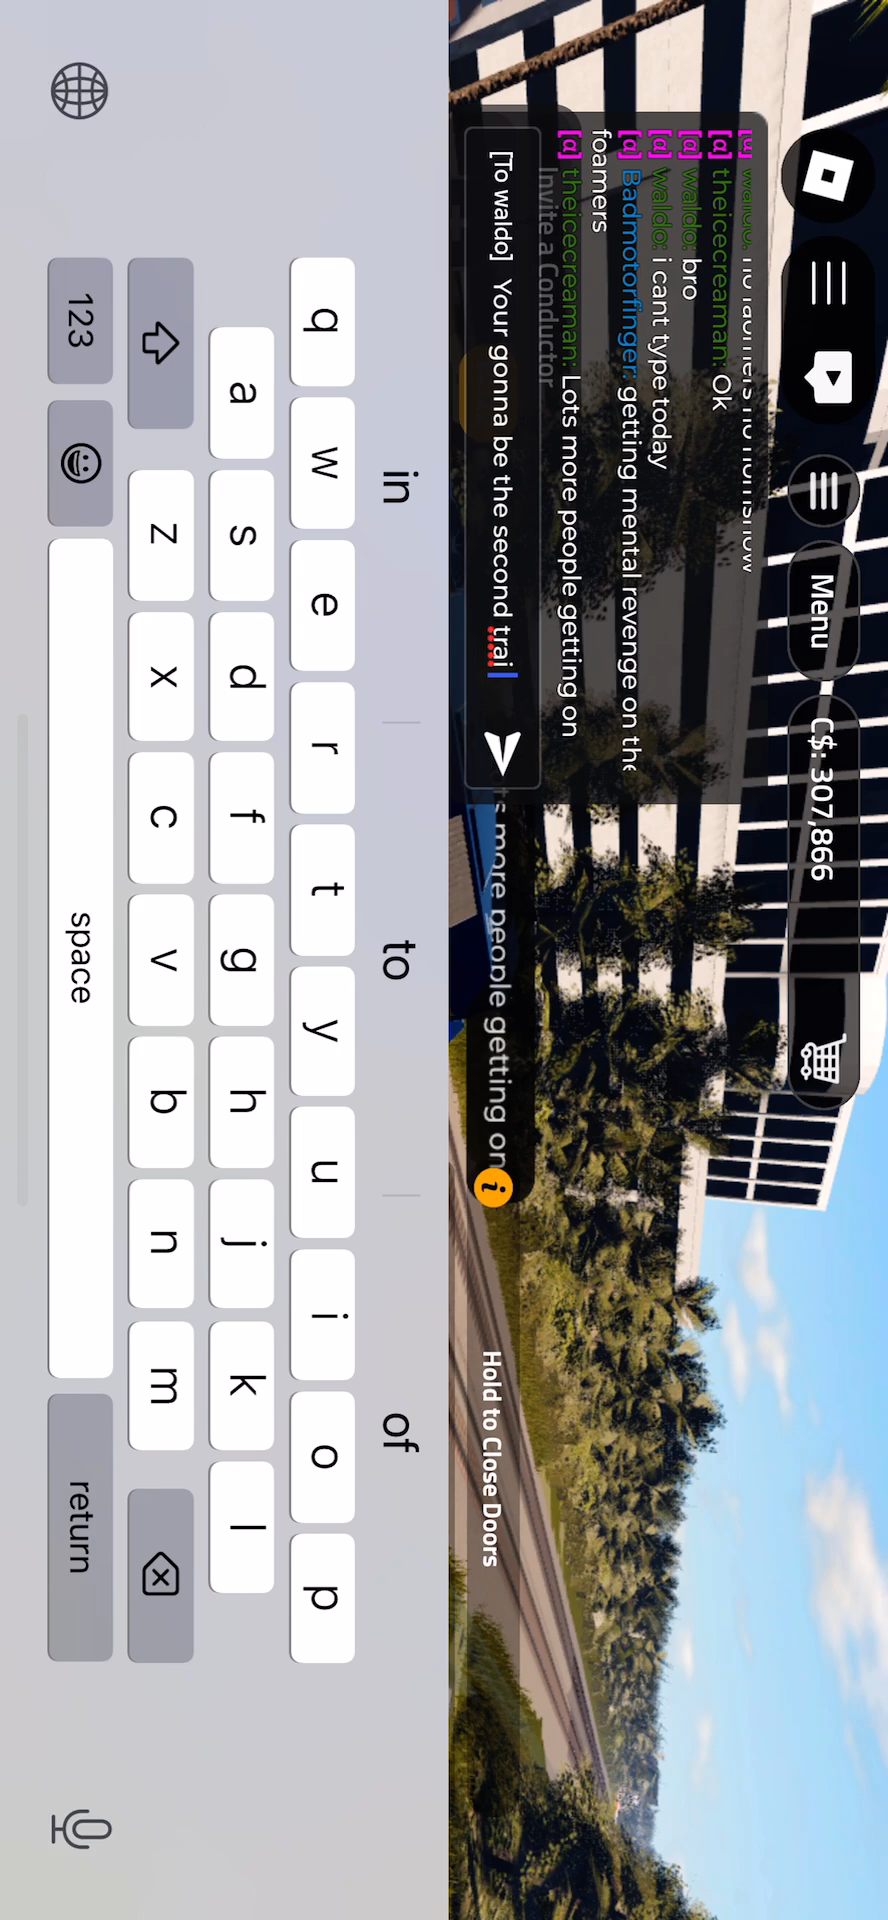 Menu
C$: 307,866
[α] theicecreaman: Ok
[α] waldo: bro
[α] waldo: i cant type today
[α] Badmotorfinger: getting mental revenge on the
foamers
[α] theicecreaman: Lots more people getting on
Invite a Conductor
[To waldo] Your gonna be the second trai
more people getting on
i
Hold to Close Doors
in
to
of
q w e r t y u i o p
a s d f g h j k l
z x c v b n m
123
space
return